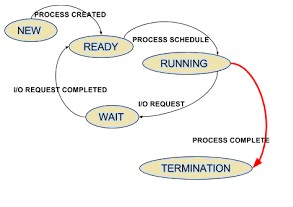 PROCESS CREATED
NEW
READY
PROCESS SCHEDULE
RUNNING
I/O REQUEST COMPLETED
I/O REQUEST
WAIT
PROCESS COMPLETE
TERMINATION